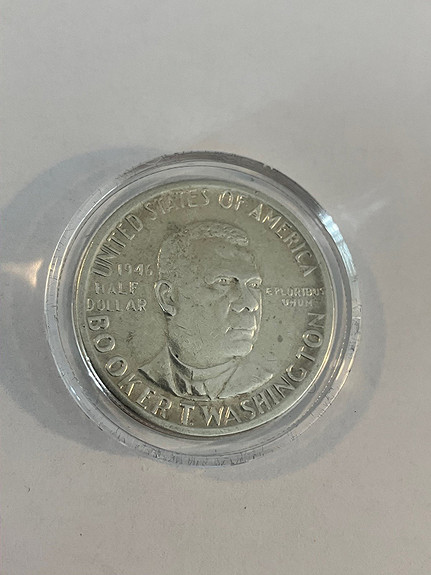 UNITED STATES OF AMERICA
1946
HALF
DOLLAR
E PLURIBUS
UNUM
BOOKER T. WASHINGTON